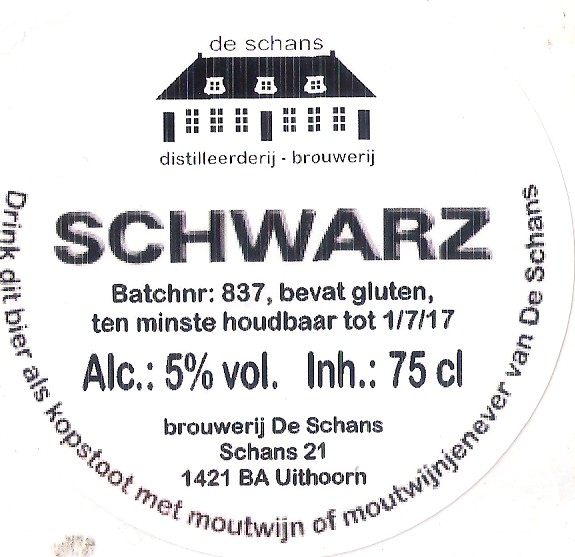 de schans
distilleerderij - brouwerij
SCHWARZ
Batchnr: 837, bevat gluten,
ten minste houdbaar tot 1/7/17
Alc.: 5% vol. Inh.: 75 cl
brouwerij De Schans
Schans 21
1421 BA Uithoorn
Drink dit bier als kopstoot met moutwijn of moutwijnjenever van De Schans